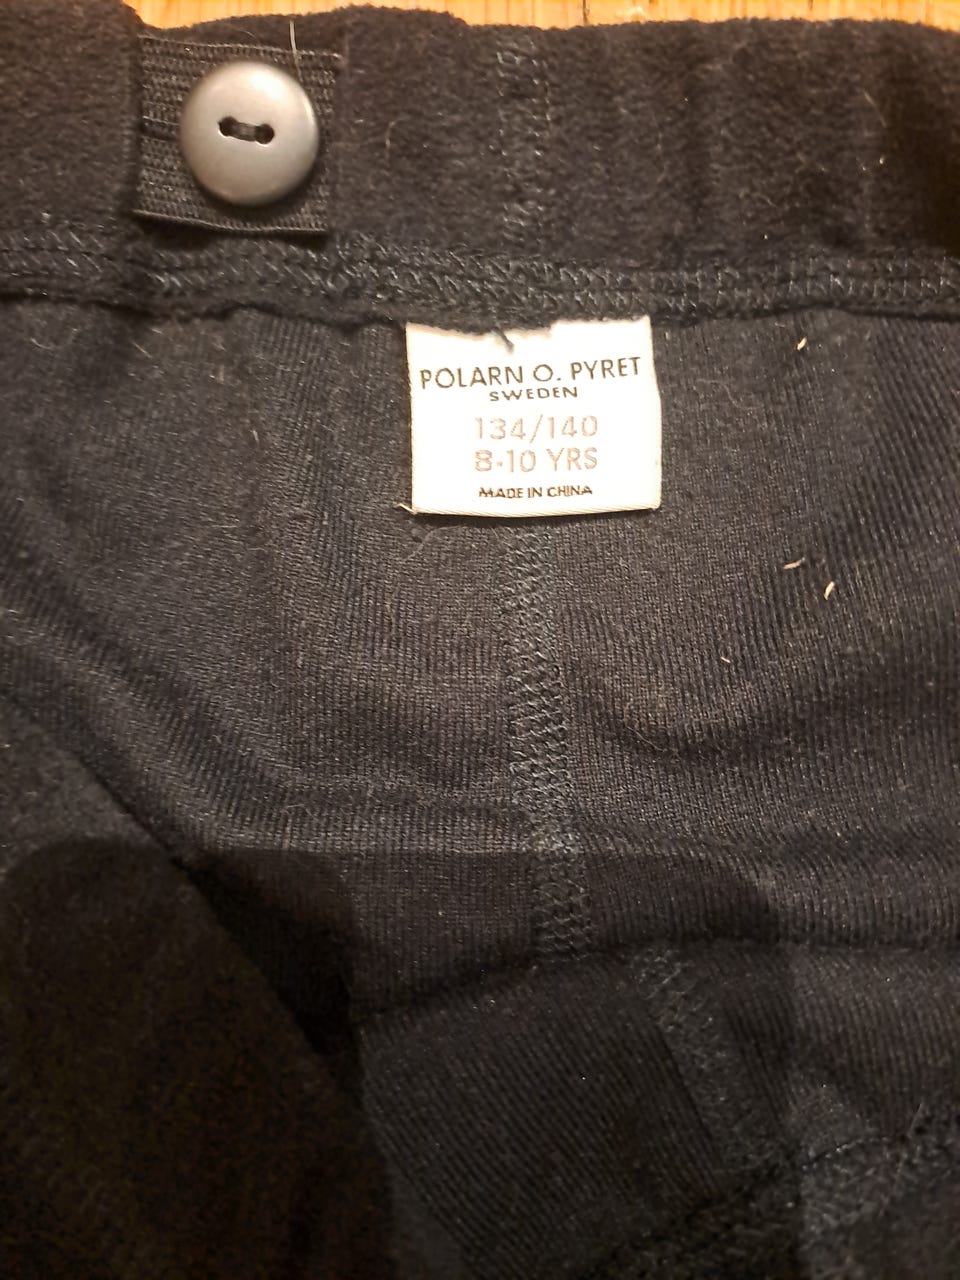 POLARN O. PYRET
SWEDEN
134/140
8-10 YRS
MADE IN CHINA